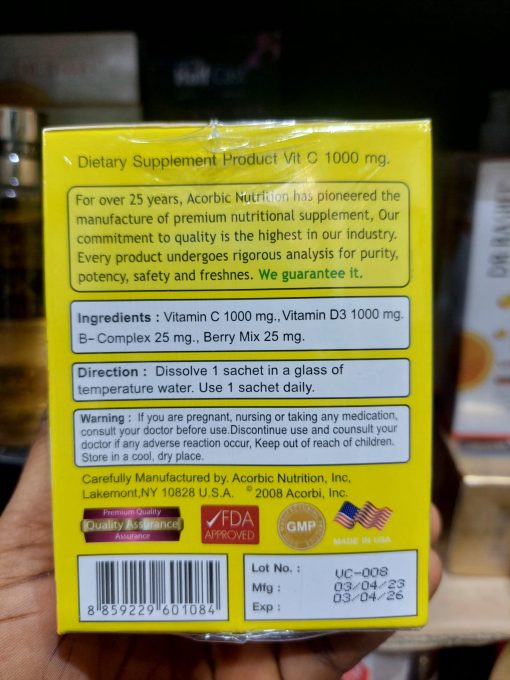 Dietary Supplement Product Vit C 1000 mg.
For over 25 years, Acorbic Nutrition has pioneered the
manufacture of premium nutritional supplement, Our
commitment to quality is the highest in our industry.
Every product undergoes rigorous analysis for purity,
potency, safety and freshnes. We guarantee it.
Ingredients : Vitamin C 1000 mg., Vitamin D3 1000 mg.
B-Complex 25 mg., Berry Mix 25 mg.
Direction : Dissolve 1 sachet in a glass of
temperature water. Use 1 sachet daily.
Warning : If you are pregnant, nursing or taking any medication,
consult your doctor before use.Discontinue use and counsult your
doctor if any adverse reaction occur, Keep out of reach of children.
Store in a cool, dry place.
Carefully Manufactured by. Acorbic Nutrition, Inc,
Lakemont,NY 10828 U.S.A. ©2008 Acorbi, Inc.
Premium Quality
Quality Assurance
Assurance
FDA
APPROVED
GMP
MADE IN USA
8 859229 601084
Lot No. : VC-008
Mfg : 03/04/23
Exp : 03/04/26